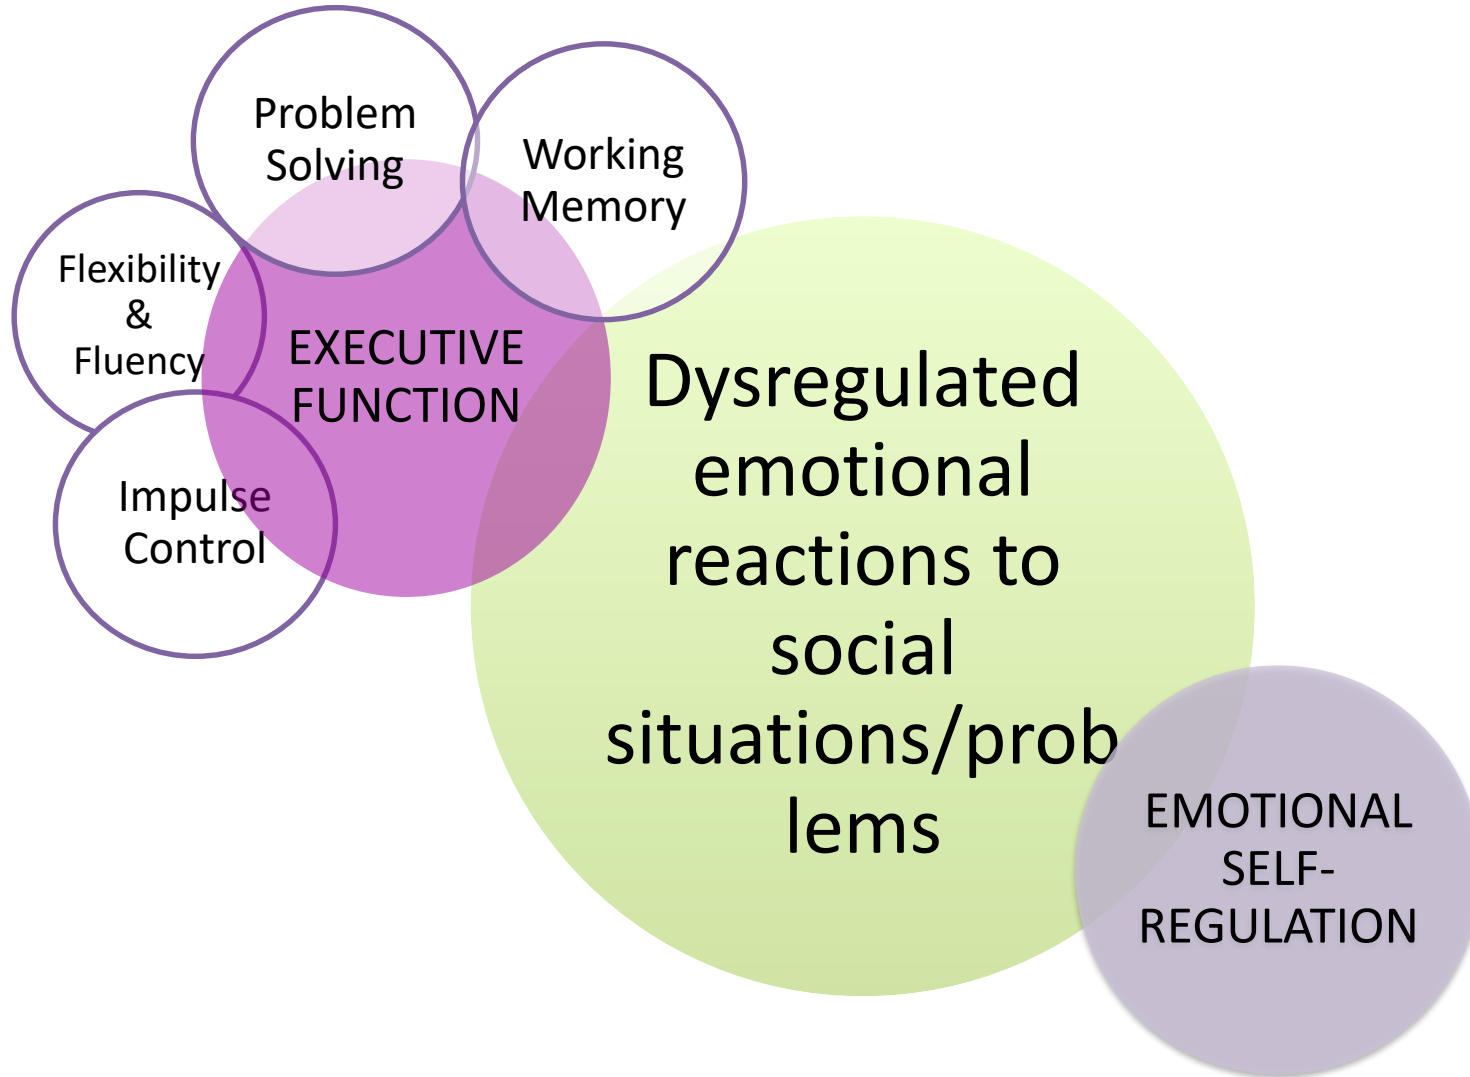 Problem
Solving
Working
Memory
Flexibility
&
Fluency
EXECUTIVE
FUNCTION
Impulse
Control
Dysregulated
emotional
reactions to
social
situations/prob
lems
EMOTIONAL
SELF-
REGULATION